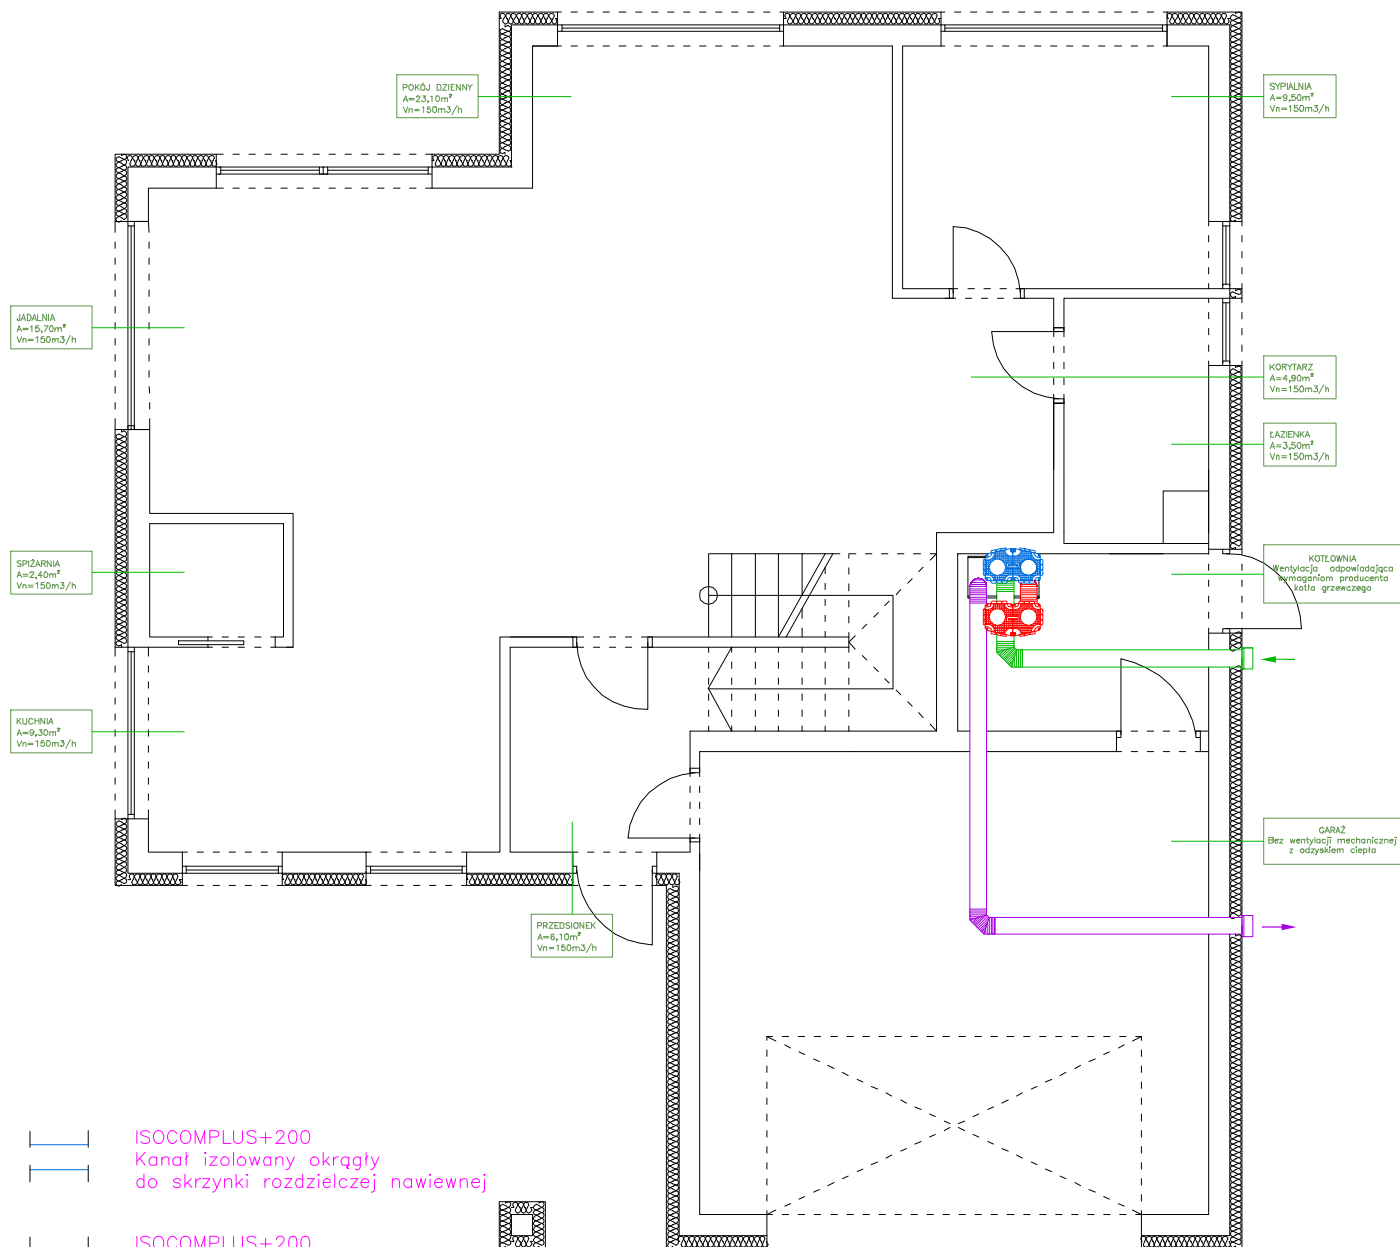 POKÓJ DZIENNY
A=23,10m²
Vn=150m3/h
SYPIALNIA
A=9,50m²
Vn=150m3/h
JADALNIA
A=15,70m²
Vn=150m3/h
KORYTARZ
A=4,90m²
Vn=150m3/h
ŁAZIENKA
A=3,50m²
Vn=150m3/h
SPIŻARNIA
A=2,40m²
Vn=150m3/h
KOTŁOWNIA
Wentylacja odpowiadająca
wymaganiom producenta
kotła grzewczego
KUCHNIA
A=9,30m²
Vn=150m3/h
GARAŻ
Bez wentylacji mechanicznej
z odzyskiem ciepła
PRZEDSIONEK
A=6,10m²
Vn=150m3/h
ISOCOMPLUS+200
Kanał izolowany okrągły
do skrzynki rozdzielczej nawiewnej
ISOCOMPLUS+200